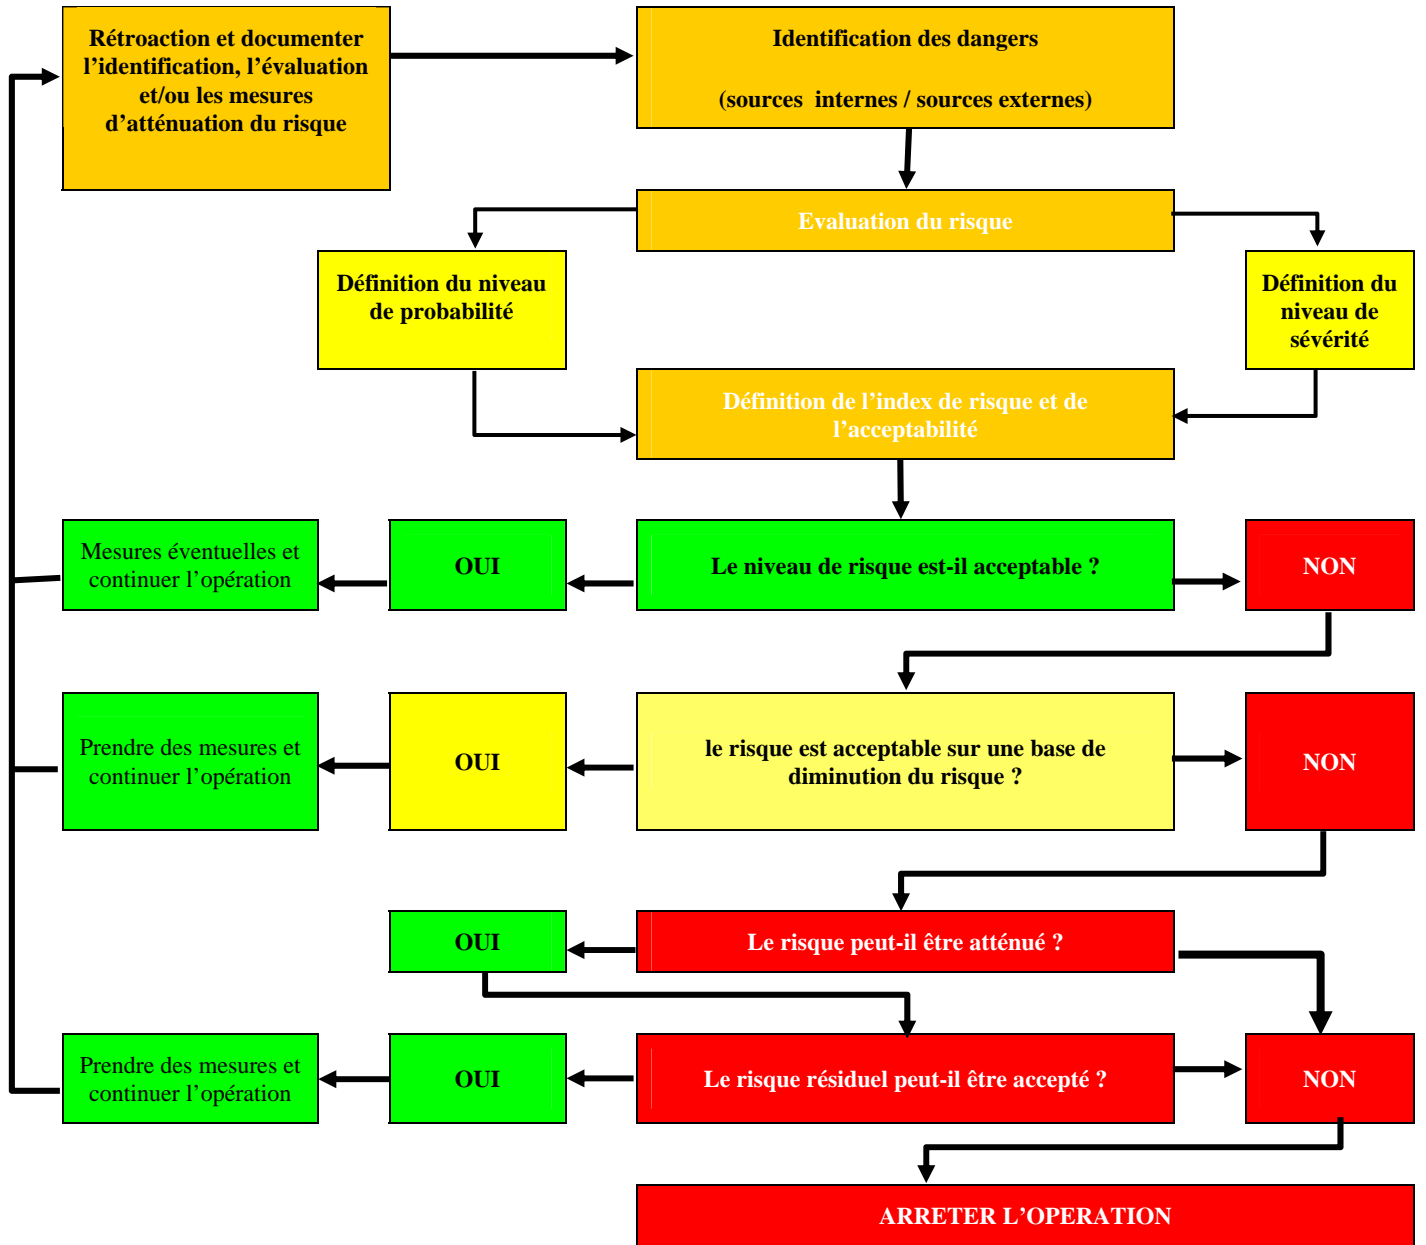 Rétroaction et documenter
l’identification, l’évaluation
et/ou les mesures
d’atténuation du risque
Identification des dangers
(sources internes / sources externes)
Evaluation du risque
Définition du niveau
de probabilité
Définition du
niveau de
sévérité
Définition de l’index de risque et de
l’acceptabilité
Mesures éventuelles et
continuer l’opération
OUI
Le niveau de risque est-il acceptable ?
NON
Prendre des mesures et
continuer l’opération
OUI
le risque est acceptable sur une base de
diminution du risque ?
NON
OUI
Le risque peut-il être atténué ?
Prendre des mesures et
continuer l’opération
OUI
Le risque résiduel peut-il être accepté ?
NON
ARRETER L’OPERATION